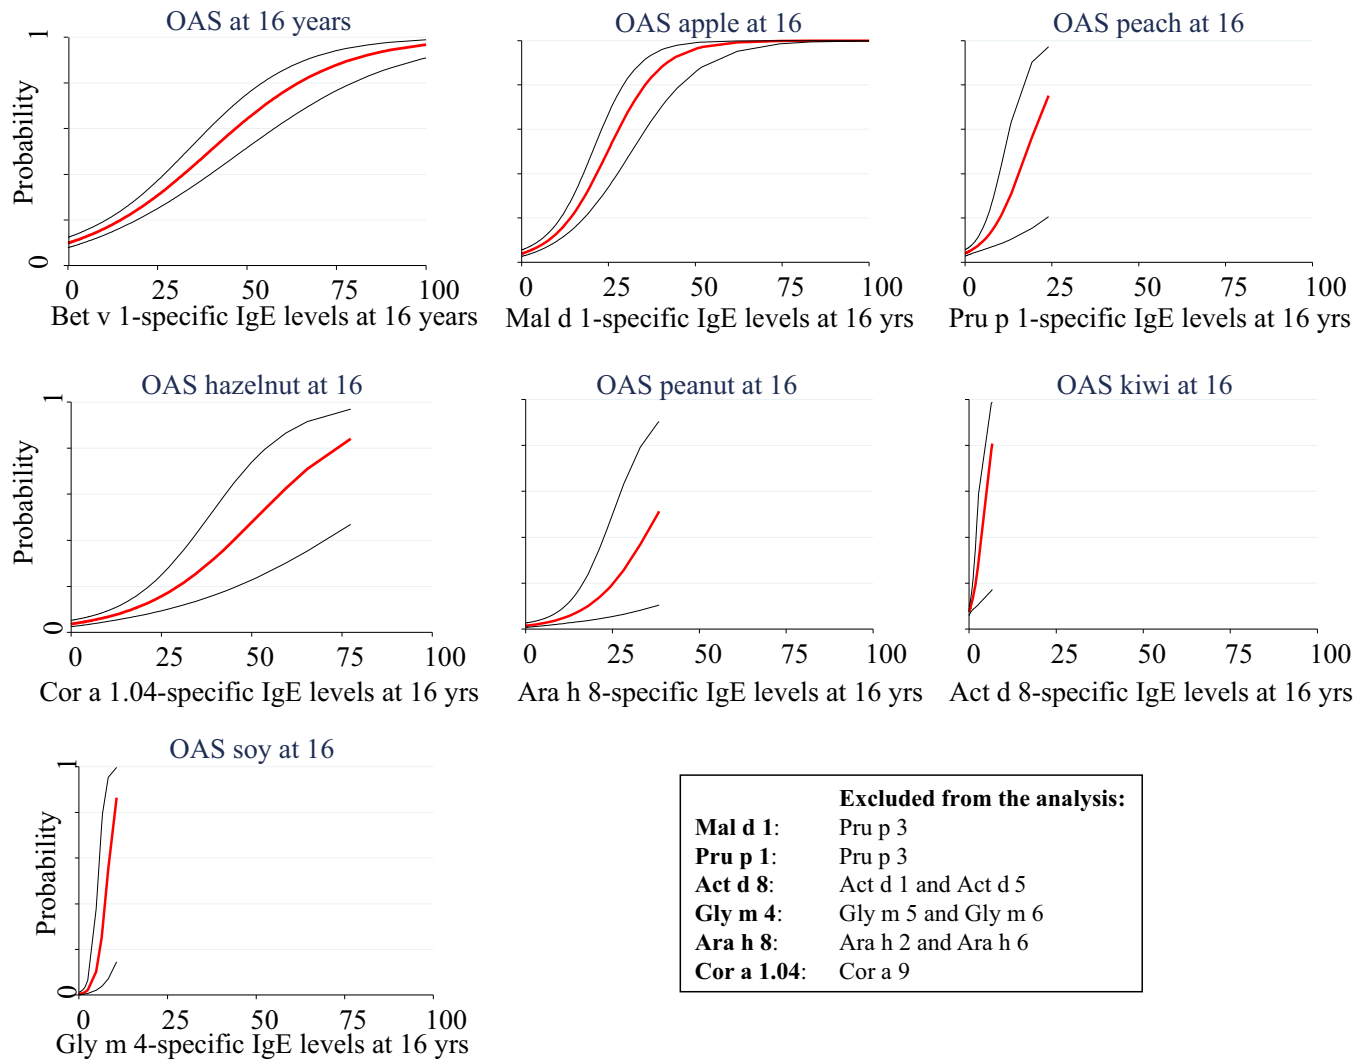 OAS at 16 years
OAS apple at 16
OAS peach at 16
1
Probability
0
0 25 50 75 100
0 25 50 75 100
0 25 50 75 100
Bet v 1-specific IgE levels at 16 years
Mal d 1-specific IgE levels at 16 yrs
Pru p 1-specific IgE levels at 16 yrs
OAS hazelnut at 16
OAS peanut at 16
OAS kiwi at 16
1
Probability
0
0 25 50 75 100
0 25 50 75 100
0 25 50 75 100
Cor a 1.04-specific IgE levels at 16 yrs
Ara h 8-specific IgE levels at 16 yrs
Act d 8-specific IgE levels at 16 yrs
OAS soy at 16
1
Probability
0
0 25 50 75 100
Gly m 4-specific IgE levels at 16 yrs
Excluded from the analysis:
Mal d 1: Pru p 3
Pru p 1: Pru p 3
Act d 8: Act d 1 and Act d 5
Gly m 4: Gly m 5 and Gly m 6
Ara h 8: Ara h 2 and Ara h 6
Cor a 1.04: Cor a 9